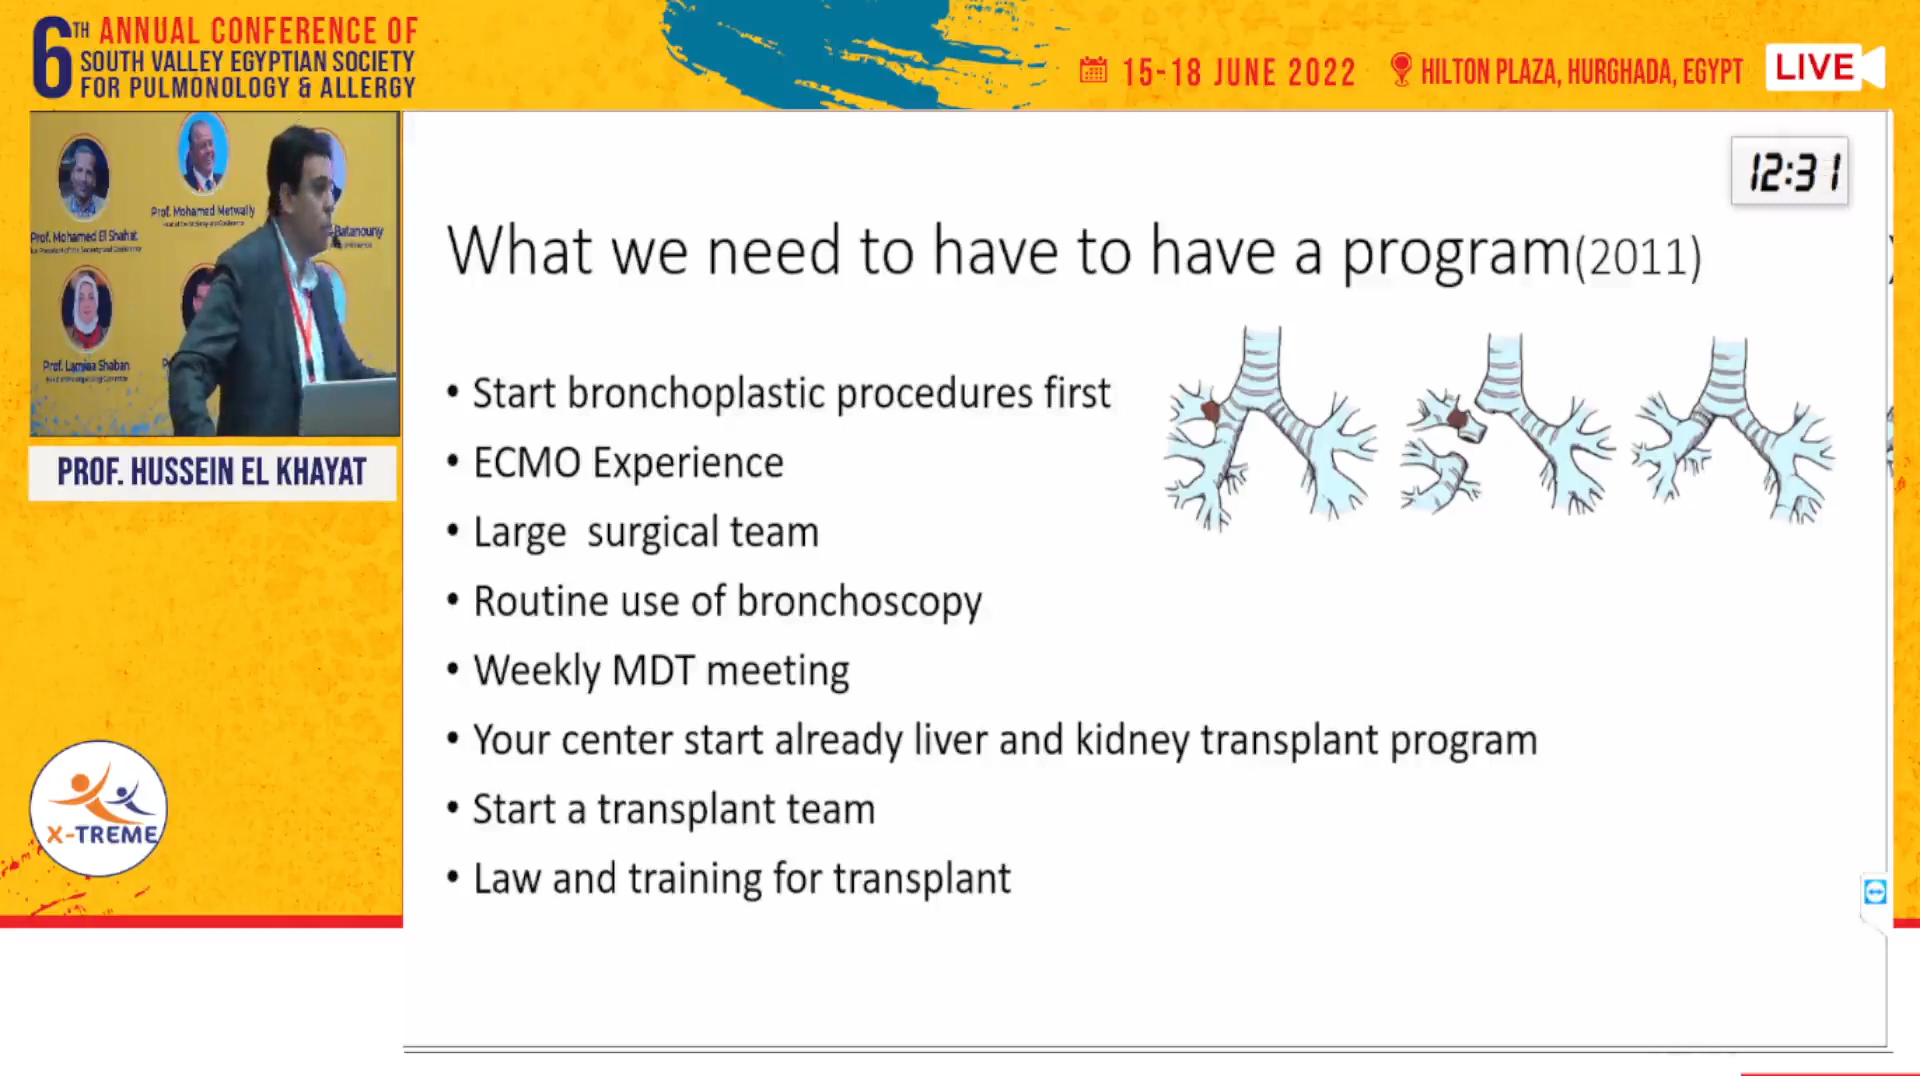 6TH ANNUAL CONFERENCE OF
SOUTH VALLEY EGYPTIAN SOCIETY
FOR PULMONOLOGY & ALLERGY
15-18 JUNE 2022
HILTON PLAZA, HURGHADA, EGYPT
LIVE
12:31
Prof. Mohamed El Shahat
Prof. Mohamed Metwally
Batanouny
Prof. Lamiaa Shaban
PROF. HUSSEIN EL KHAYAT
X-TREME
What we need to have to have a program(2011)
• Start bronchoplastic procedures first
• ECMO Experience
• Large surgical team
• Routine use of bronchoscopy
• Weekly MDT meeting
• Your center start already liver and kidney transplant program
• Start a transplant team
• Law and training for transplant